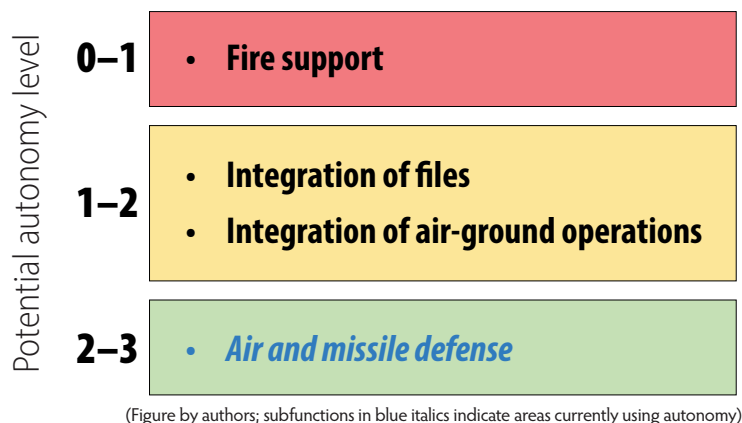 Potential autonomy level
0–1
• Fire support
1–2
• Integration of files
• Integration of air-ground operations
2–3
• Air and missile defense
(Figure by authors; subfunctions in blue italics indicate areas currently using autonomy)